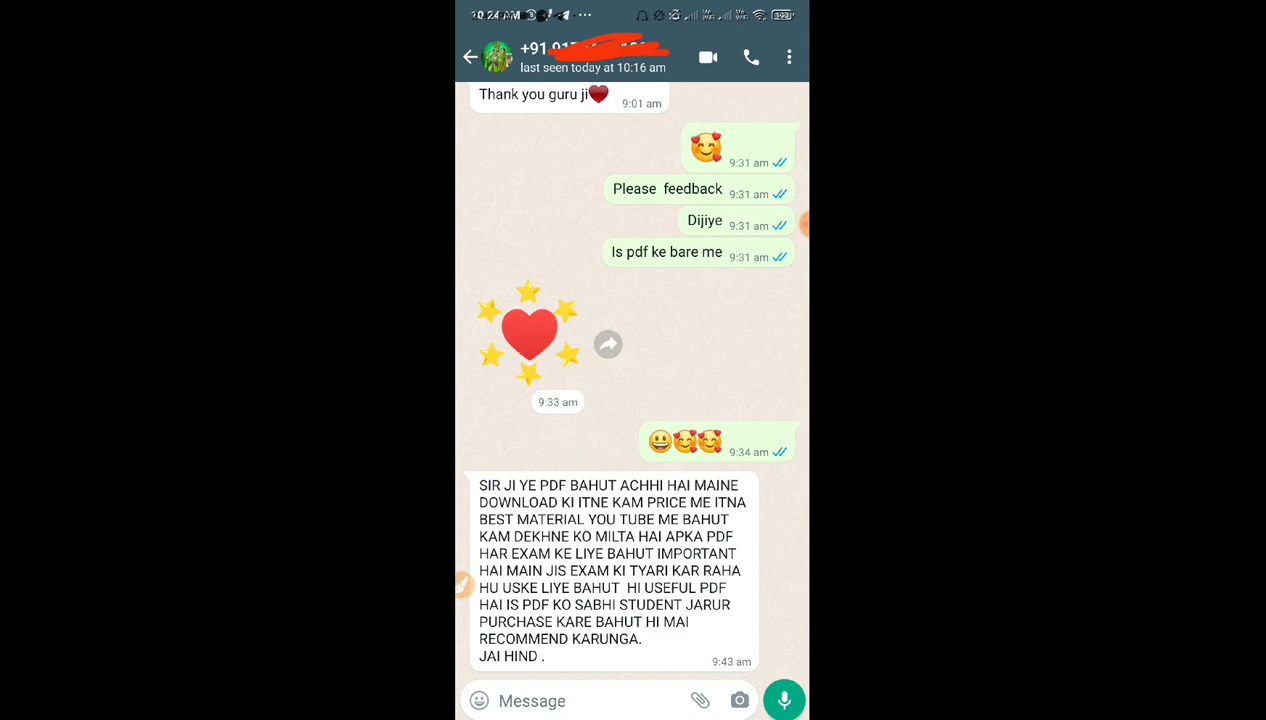 10:24 AM
+91
last seen today at 10:16 am
Thank you guru ji❤
9:01 am
🥰
9:31 am
Please feedback
9:31 am
Dijiye
9:31 am
Is pdf ke bare me
9:31 am
9:33 am
😃🥰🥰
9:34 am
SIR JI YE PDF BAHUT ACHHI HAI MAINE
DOWNLOAD KI ITNE KAM PRICE ME ITNA
BEST MATERIAL YOU TUBE ME BAHUT
KAM DEKHNE KO MILTA HAI APKA PDF
HAR EXAM KE LIYE BAHUT IMPORTANT
HAI MAIN JIS EXAM KI TYARI KAR RAHA
HU USKE LIYE BAHUT HI USEFUL PDF
HAI IS PDF KO SABHI STUDENT JARUR
PURCHASE KARE BAHUT HI MAI
RECOMMEND KARUNGA.
JAI HIND .
9:43 am
Message